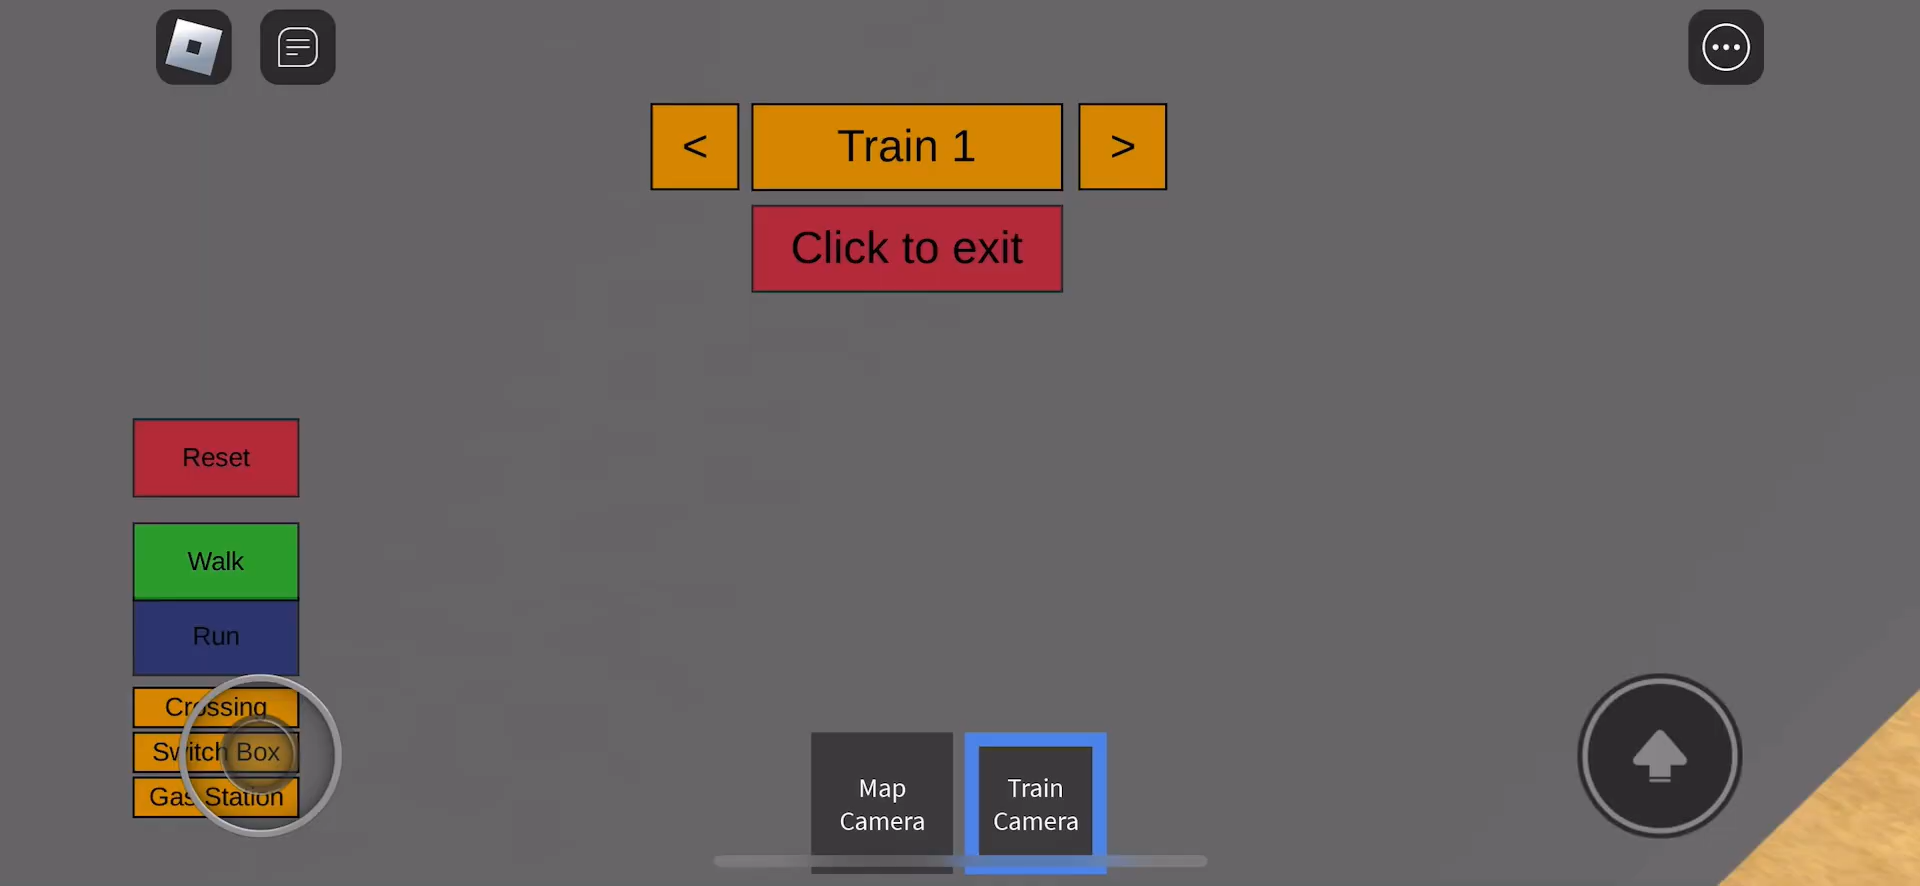 < Train 1 >
Click to exit
Reset
Walk
Run
Crossing
Switch Box
Gas Station
Map
Camera
Train
Camera